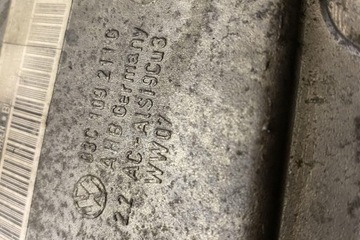 03C 109 211 G
AHB Germany
2.2 AC-AlSi9Cu3
WW07